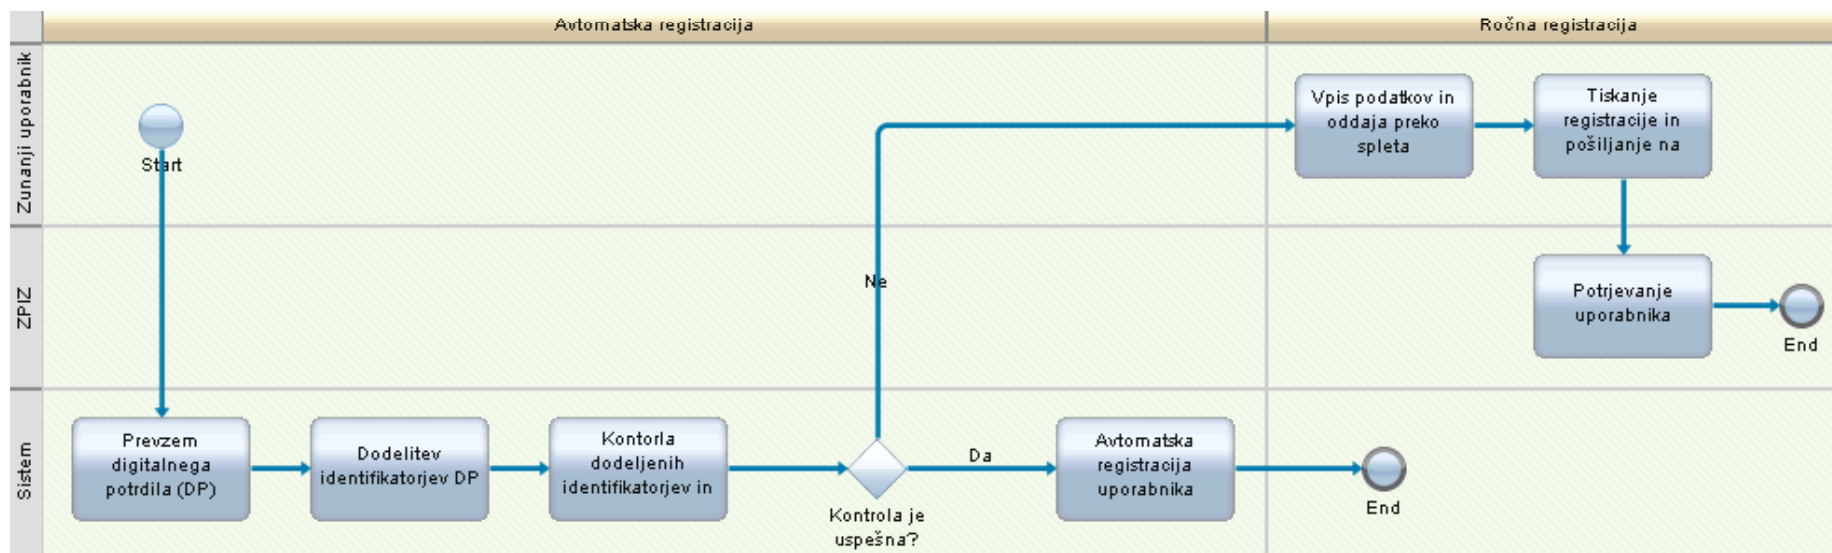 Avtomatska registracija
Ročna registracija
Zunanji uporabnik
Start
Vpis podatkov in
oddaja preko
spleta
Tiskanje
registracije in
pošiljanje na
ZPIZ
Ne
Potrjevanje
uporabnika
End
Sistem
Prevzem
digitalnega
potrdila (DP)
Dodelitev
identifikatorjev DP
Kontorla
dodeljenih
identifikatorjev in
Kontrola je
uspešna?
Da
Avtomatska
registracija
uporabnika
End